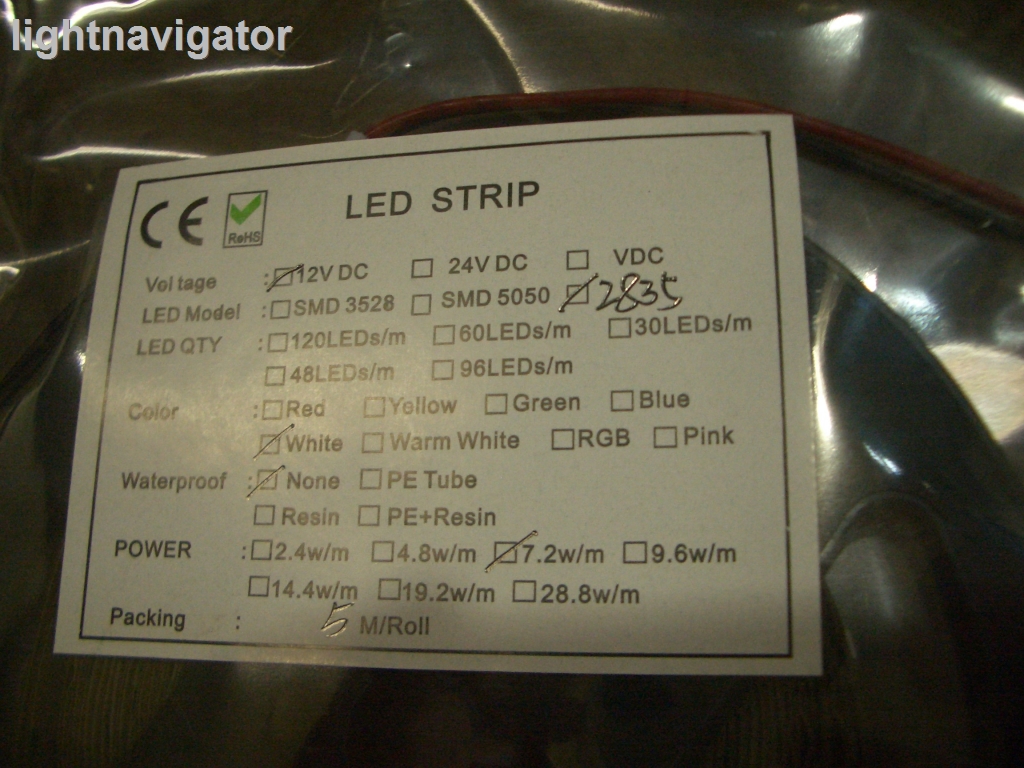 lightnavigator
CE RoHS LED STRIP
Voltage : ☑12V DC ☐ 24V DC ☐ VDC
LED Model : ☐SMD 3528 ☐ SMD 5050 ☑2835
LED QTY : ☐120LEDs/m ☐60LEDs/m ☐30LEDs/m
☐48LEDs/m ☐96LEDs/m
Color : ☐Red ☐Yellow ☐Green ☐Blue
☑White ☐Warm White ☐RGB ☐Pink
Waterproof : ☑None ☐PE Tube
☐Resin ☐PE+Resin
POWER : ☐2.4w/m ☐4.8w/m ☑7.2w/m ☐9.6w/m
☐14.4w/m ☐19.2w/m ☐28.8w/m
Packing : 5 M/Roll